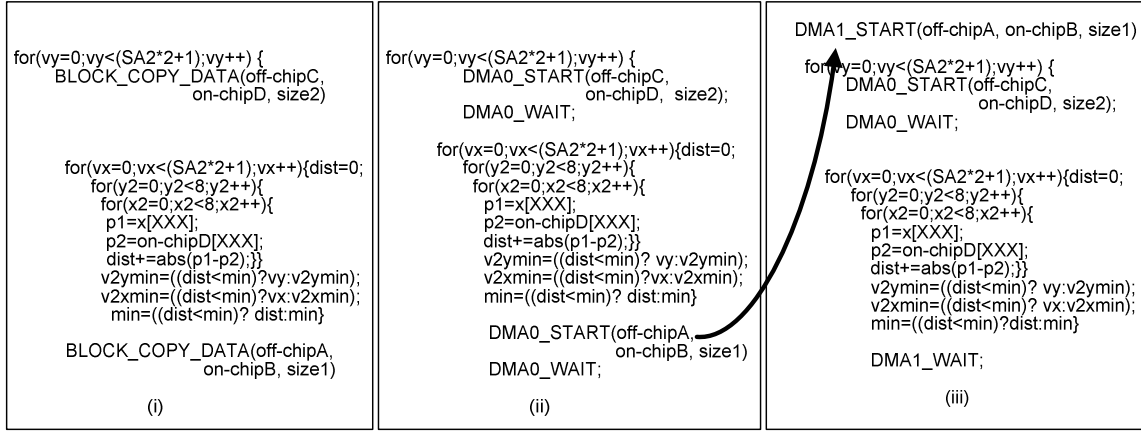 for(vy=0;vy<(SA2*2+1);vy++) {
BLOCK_COPY_DATA(off-chipC,
on-chipD, size2)
for(vx=0;vx<(SA2*2+1);vx++){dist=0;
for(y2=0;y2<8;y2++){
for(x2=0;x2<8;x2++){
p1=x[XXX];
p2=on-chipD[XXX];
dist+=abs(p1-p2);}}
v2ymin=((dist<min)?vy:v2ymin);
v2xmin=((dist<min)?vx:v2xmin);
min=((dist<min)? dist:min}
BLOCK_COPY_DATA(off-chipA,
on-chipB, size1)
(i)
for(vy=0;vy<(SA2*2+1);vy++) {
DMA0_START(off-chipC,
on-chipD, size2);
DMA0_WAIT;
for(vx=0;vx<(SA2*2+1);vx++){dist=0;
for(y2=0;y2<8;y2++){
for(x2=0;x2<8;x2++){
p1=x[XXX];
p2=on-chipD[XXX];
dist+=abs(p1-p2);}}
v2ymin=((dist<min)? vy:v2ymin);
v2xmin=((dist<min)?vx:v2xmin);
min=((dist<min)? dist:min}
DMA0_START(off-chipA,
on-chipB, size1)
DMA0_WAIT;
(ii)
DMA1_START(off-chipA, on-chipB, size1)
for(vy=0;vy<(SA2*2+1);vy++) {
DMA0_START(off-chipC,
on-chipD, size2);
DMA0_WAIT;
for(vx=0;vx<(SA2*2+1);vx++){dist=0;
for(y2=0;y2<8;y2++){
for(x2=0;x2<8;x2++){
p1=x[XXX];
p2=on-chipD[XXX];
dist+=abs(p1-p2);}}
v2ymin=((dist<min)? vy:v2ymin);
v2xmin=((dist<min)? vx:v2xmin);
min=((dist<min)?dist:min}
DMA1_WAIT;
(iii)